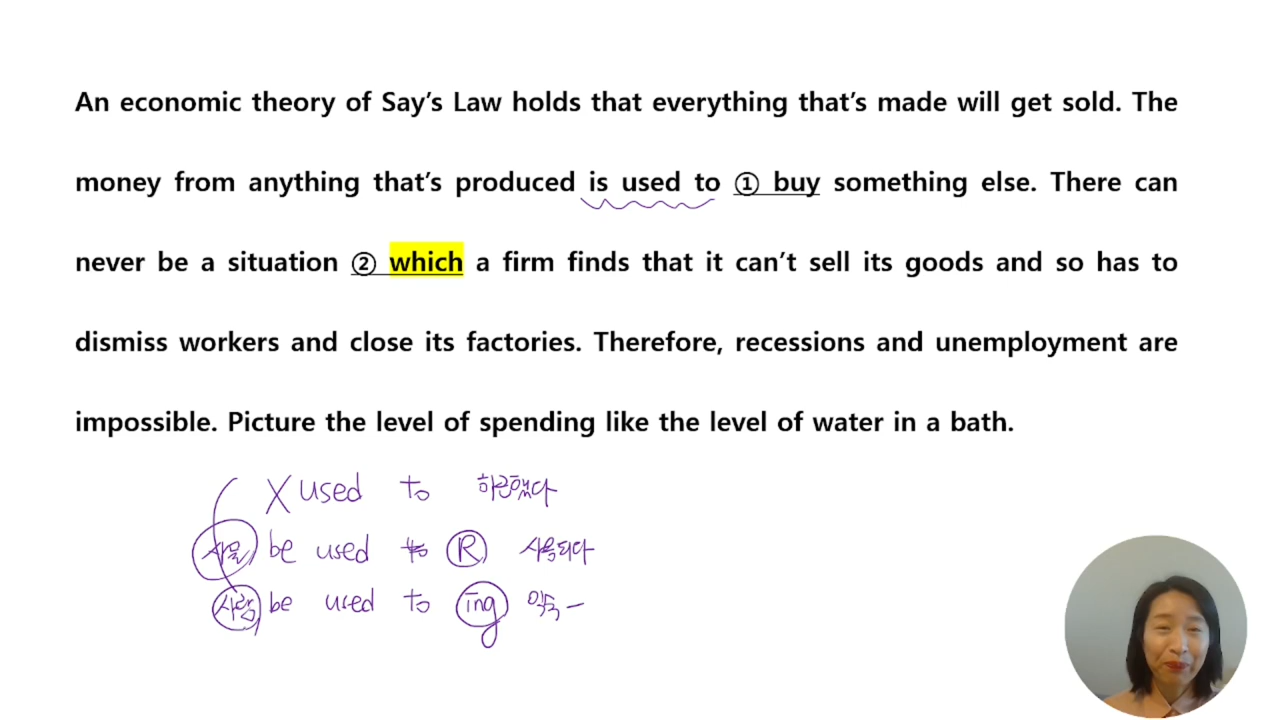 An economic theory of Say's Law holds that everything that's made will get sold. The
money from anything that's produced is used to ① buy something else. There can
never be a situation ② which a firm finds that it can't sell its goods and so has to
dismiss workers and close its factories. Therefore, recessions and unemployment are
impossible. Picture the level of spending like the level of water in a bath.
X used to 하곤했다
사물 be used to R 사용되다
사람 be used to ing 익숙